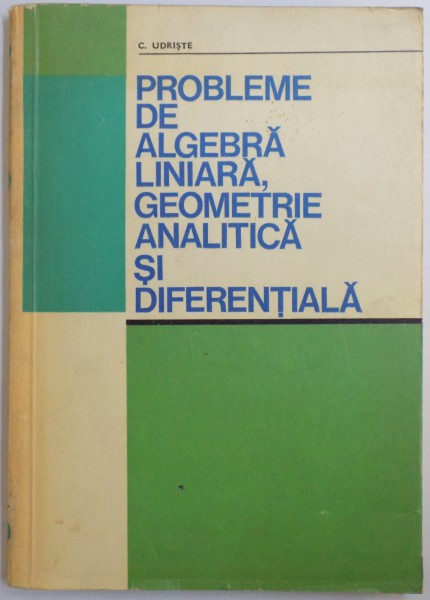 C. UDRIȘTE
PROBLEME
DE
ALGEBRĂ
LINIARĂ,
GEOMETRIE
ANALITICĂ
ȘI
DIFERENȚIALĂ